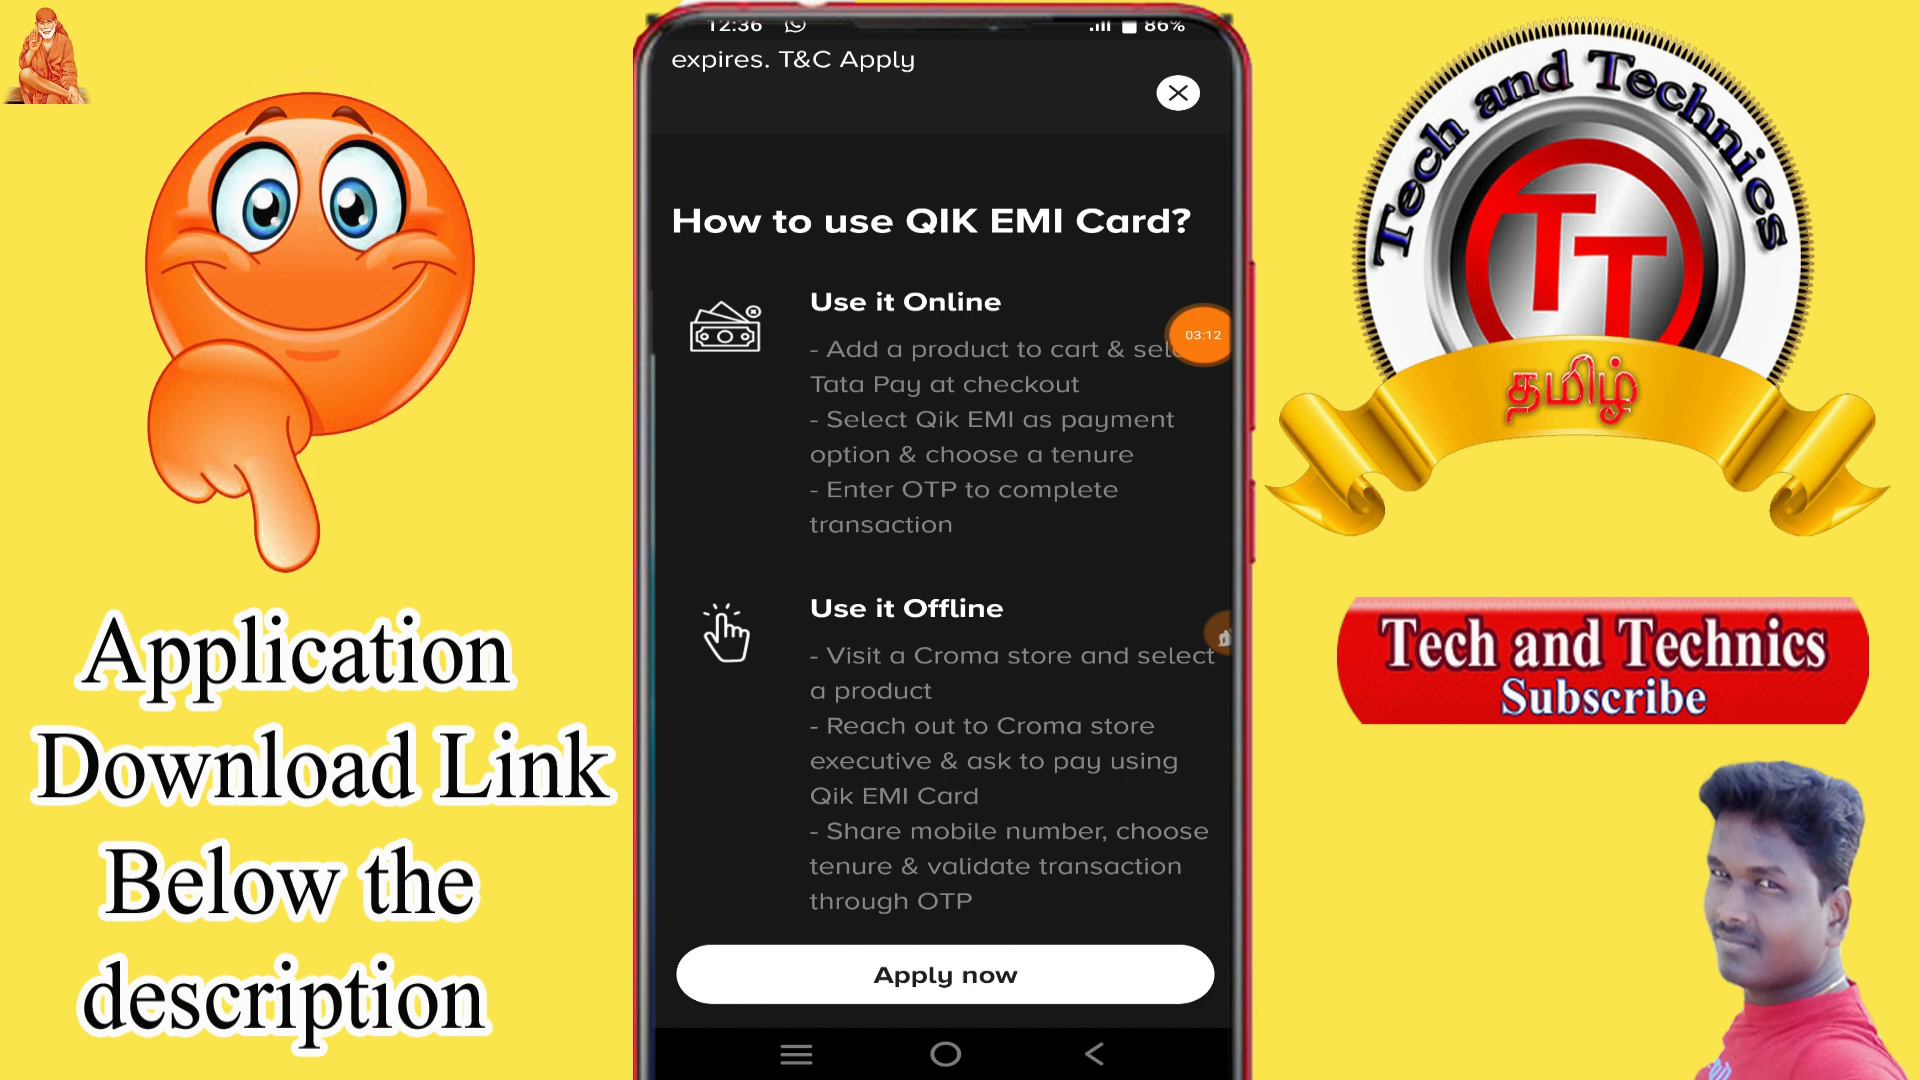 12:36
86%
expires. T&C Apply
How to use QIK EMI Card?
Use it Online
03:12
- Add a product to cart &
Tata Pay at checkout
- Select Qik EMI as payment
option & choose a tenure
- Enter OTP to complete
transaction
Use it Offline
- Visit a Croma store and select
a product
- Reach out to Croma store
executive & ask to pay using
Qik EMI Card
- Share mobile number, choose
tenure & validate transaction
through OTP
Apply now
Application
Download Link
Below the
description
Tech and Technics
TT
தமிழ்
Tech and Technics
Subscribe